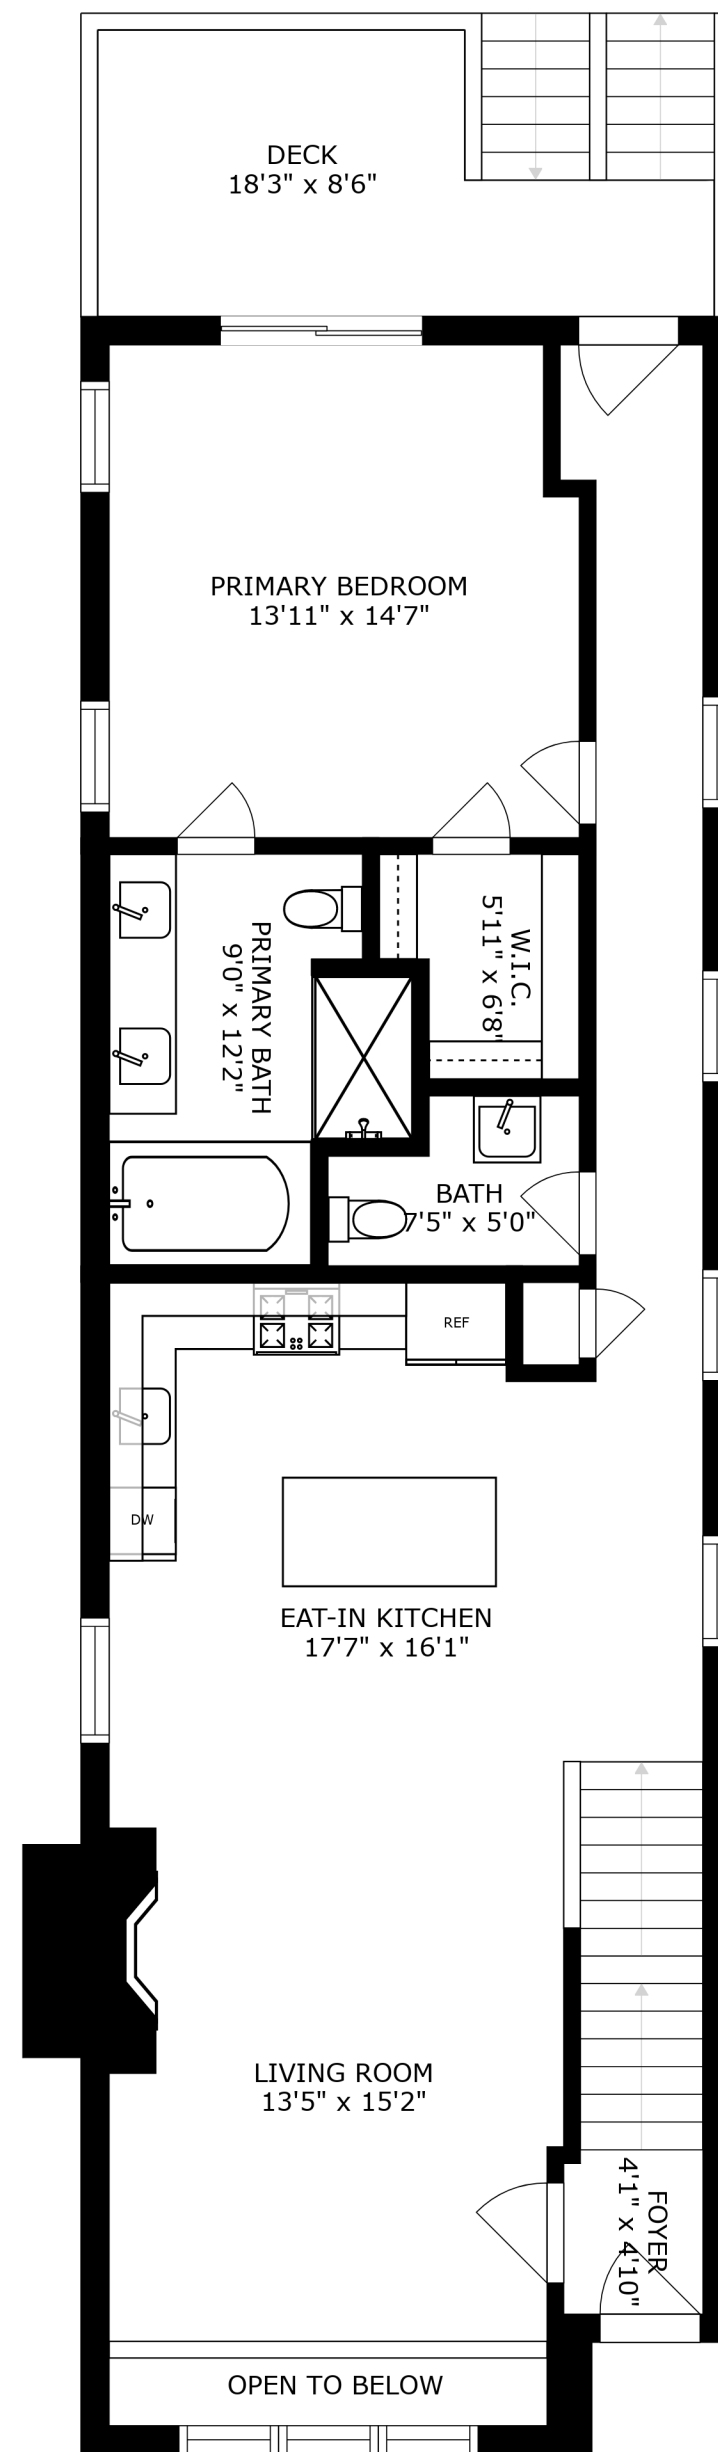 DECK
18'3" x 8'6"
PRIMARY BEDROOM
13'11" x 14'7"
PRIMARY BATH
9'0" x 12'2"
W.I.C.
5'11" x 6'8"
BATH
7'5" x 5'0"
REF
DW
EAT-IN KITCHEN
17'7" x 16'1"
LIVING ROOM
13'5" x 15'2"
FOYER
4'1" x 4'10"
OPEN TO BELOW